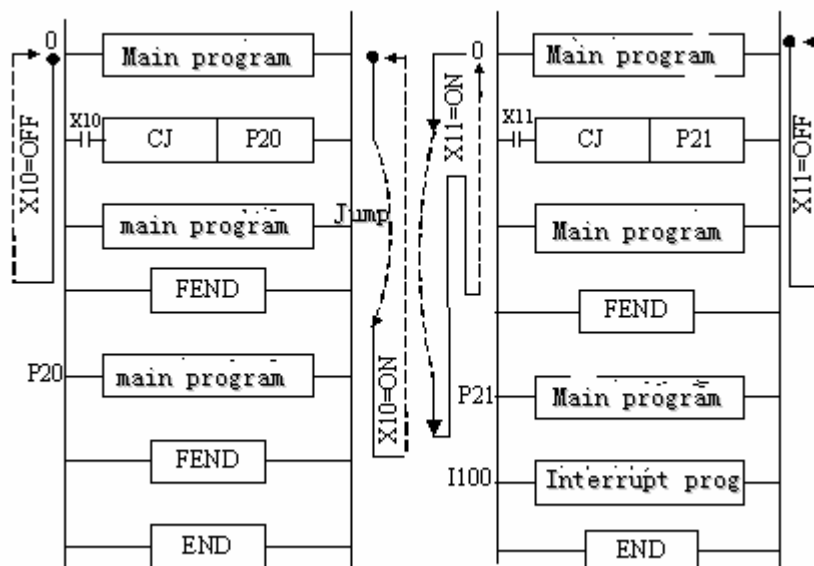 0
Main program
X10
CJ P20
X10=OFF
main program
Jump
FEND
P20
main program
X10=ON
FEND
END
0
Main program
X11=ON
X11
CJ P21
X11=OFF
Main program
FEND
P21
Main program
I100
Interrupt prog
END